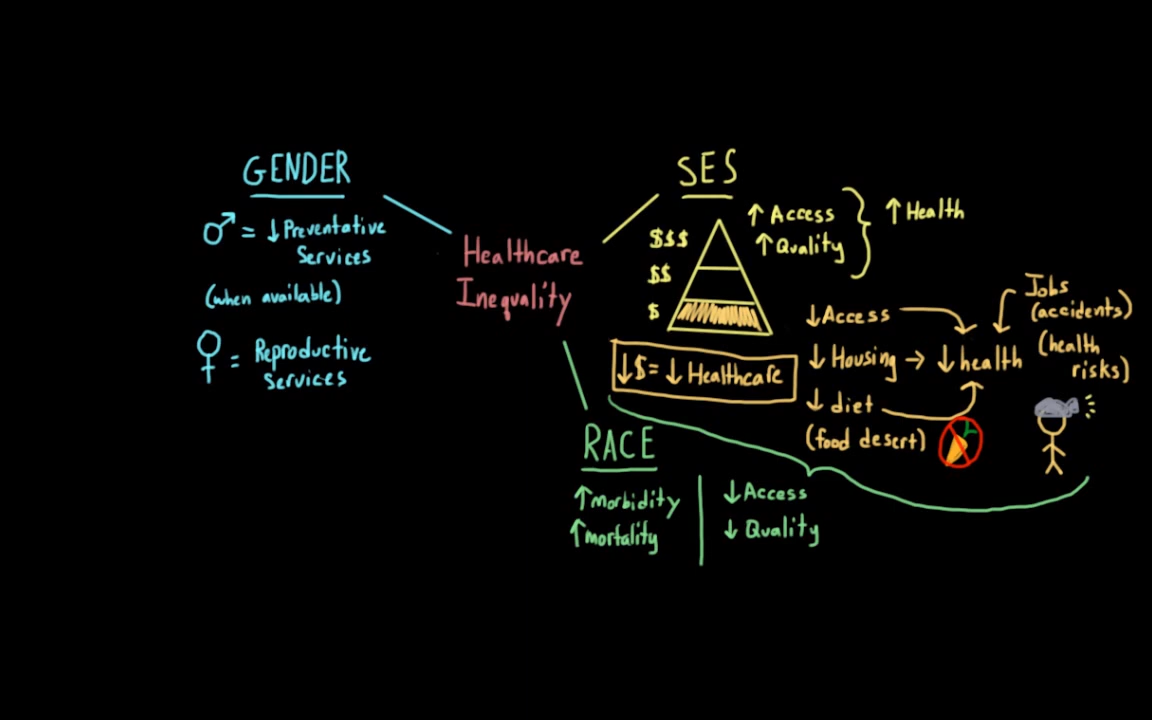 GENDER
♂ = ↓ Preventative
Services
(when available)
♀ = Reproductive
services
Healthcare
Inequality
SES
$$$
$$
$
↑ Access
↑ Quality
↑ Health
↓$ = ↓ Healthcare
↓ Access
↓ Housing → ↓ health
↓ diet
(food desert)
Jobs
(accidents)
(health
risks)
RACE
↑ morbidity
↑ mortality
↓ Access
↓ Quality